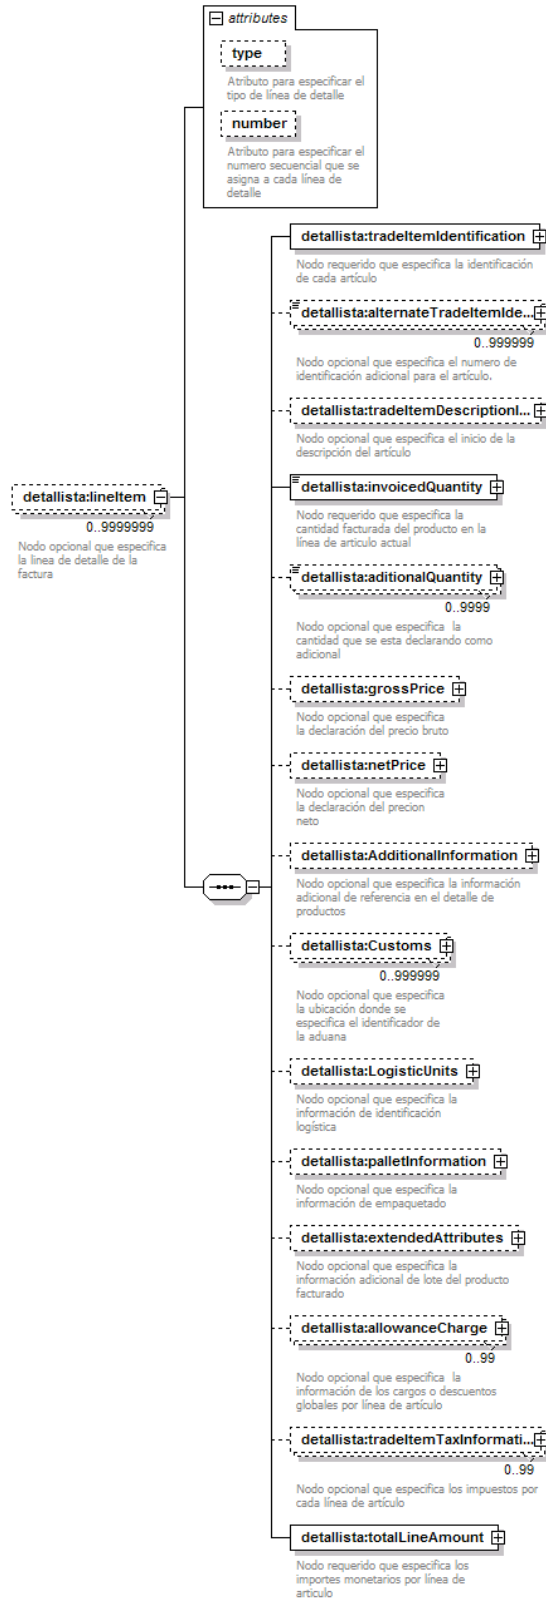 attributes
type
Atributo para especificar el
tipo de línea de detalle
number
Atributo para especificar el
numero secuencial que se
asigna a cada línea de
detalle
detallista:tradeItemIdentification
Nodo requerido que especifica la identificación
de cada artículo
detallista:alternateTradeItemIde...
0..999999
Nodo opcional que especifica el numero de
identificación adicional para el artículo.
detallista:tradeItemDescriptionI...
Nodo opcional que especifica el inicio de la
descripción del artículo
detallista:lineItem
0..9999999
Nodo opcional que especifica
la linea de detalle de la
factura
detallista:invoicedQuantity
Nodo requerido que especifica la
cantidad facturada del producto en la
línea de articulo actual
detallista:aditionalQuantity
0..9999
Nodo opcional que especifica la
cantidad que se esta declarando como
adicional
detallista:grossPrice
Nodo opcional que especifica
la declaración del precio bruto
detallista:netPrice
Nodo opcional que especifica
la declaración del precion
neto
detallista:AdditionalInformation
Nodo opcional que especifica la información
adicional de referencia en el detalle de
productos
detallista:Customs
0..999999
Nodo opcional que especifica
la ubicación donde se
especifica el identificador de
la aduana
detallista:LogisticUnits
Nodo opcional que especifica la
información de identificación
logística
detallista:palletInformation
Nodo opcional que especifica la
información de empaquetado
detallista:extendedAttributes
Nodo opcional que especifica la
información adicional de lote del producto
facturado
detallista:allowanceCharge
0..99
Nodo opcional que especifica la
información de los cargos o descuentos
globales por línea de artículo
detallista:tradeItemTaxInformati...
0..99
Nodo opcional que especifica los impuestos por
cada línea de artículo
detallista:totalLineAmount
Nodo requerido que especifica los
importes monetarios por línea de
articulo